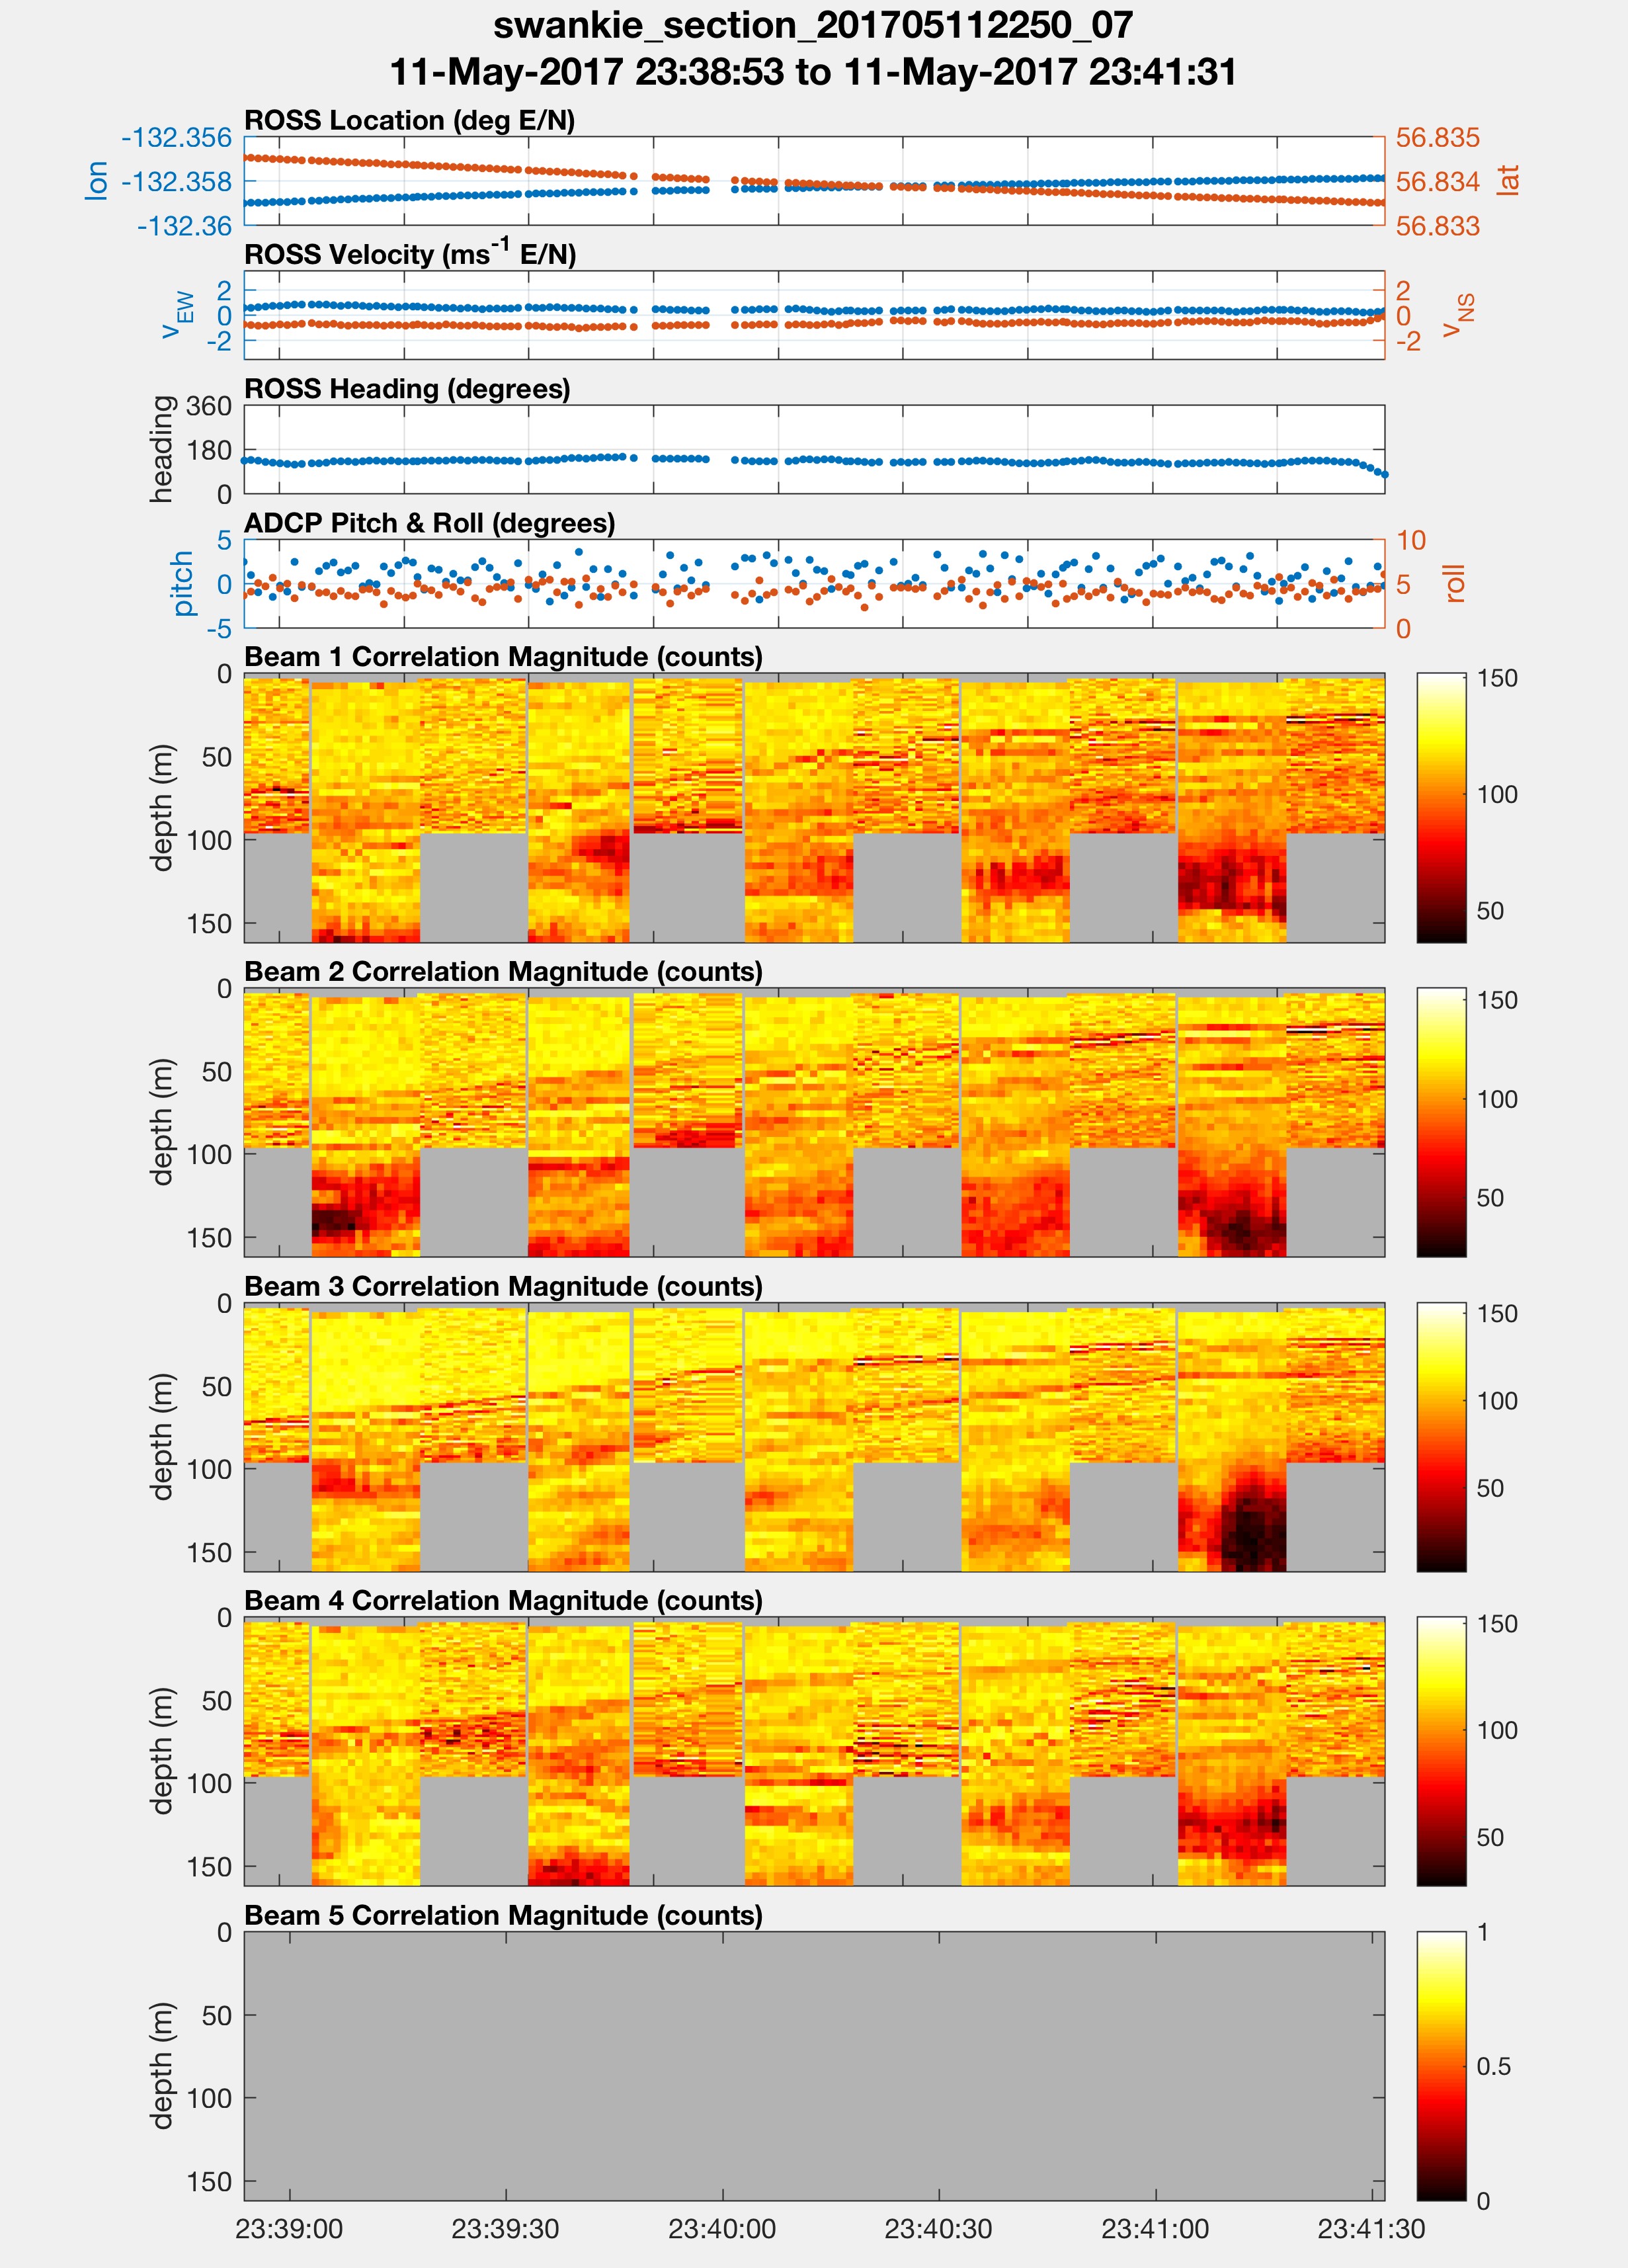 swankie_section_201705112250_07
11-May-2017 23:38:53 to 11-May-2017 23:41:31
ROSS Location (deg E/N)
-132.356
-132.358
-132.36
lon
56.835
56.834
56.833
lat
ROSS Velocity (ms-1 E/N)
2
0
-2
vEW
2
0
-2
vNS
ROSS Heading (degrees)
360
180
0
heading
ADCP Pitch & Roll (degrees)
5
0
-5
pitch
10
5
0
roll
Beam 1 Correlation Magnitude (counts)
0
50
100
150
depth (m)
150
100
50
Beam 2 Correlation Magnitude (counts)
0
50
100
150
depth (m)
150
100
50
Beam 3 Correlation Magnitude (counts)
0
50
100
150
depth (m)
150
100
50
Beam 4 Correlation Magnitude (counts)
0
50
100
150
depth (m)
150
100
50
Beam 5 Correlation Magnitude (counts)
0
50
100
150
depth (m)
1
0.5
0
23:39:00 23:39:30 23:40:00 23:40:30 23:41:00 23:41:30